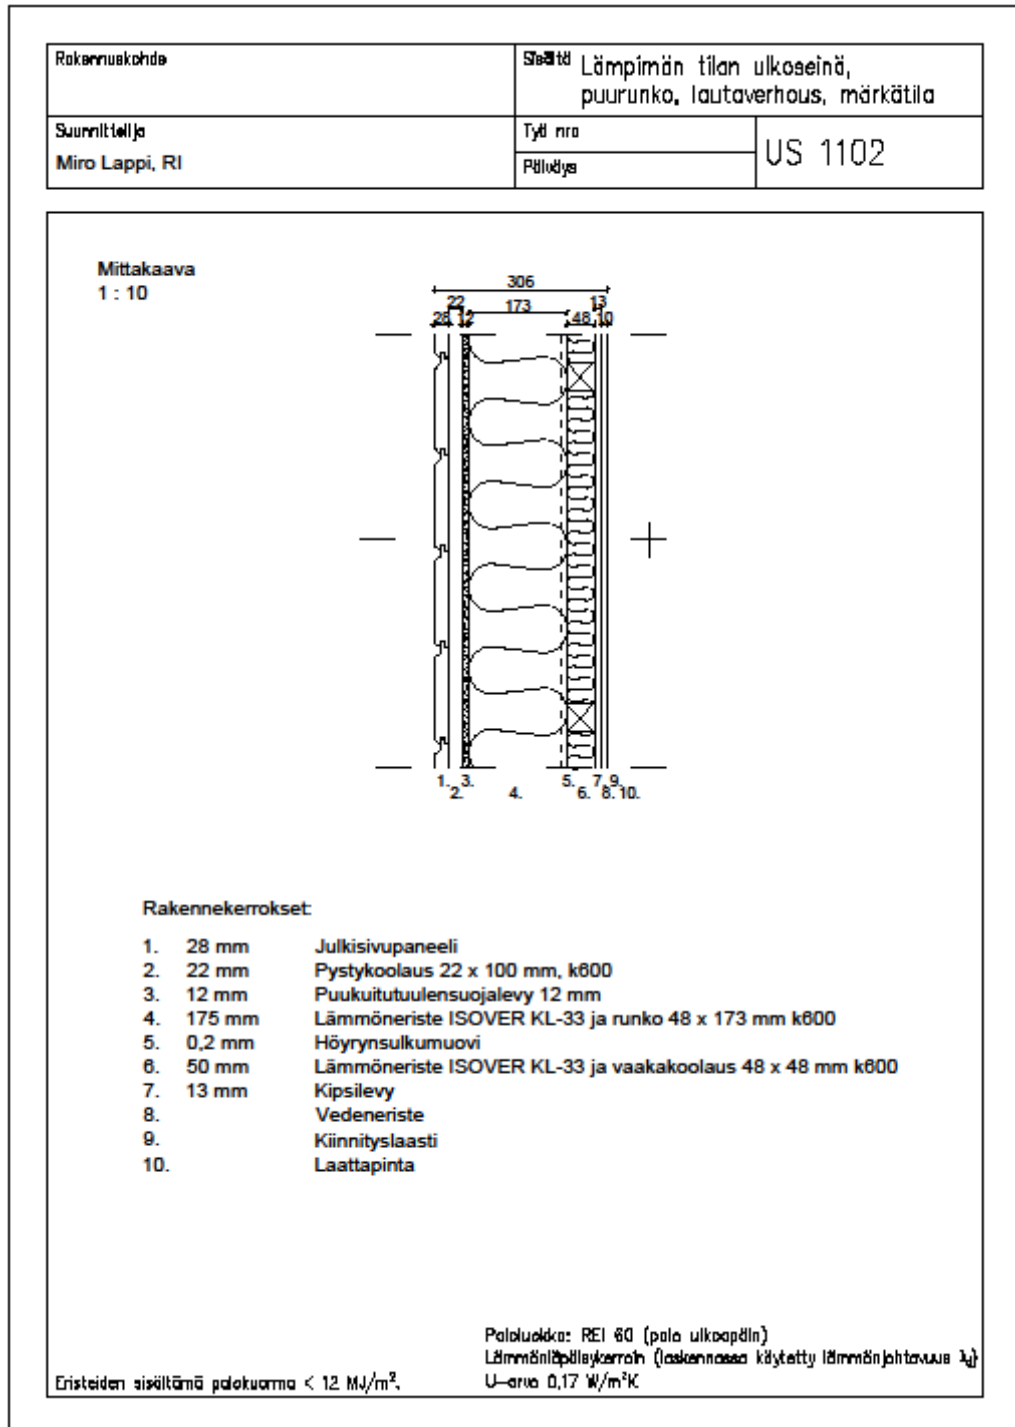 Rakennuskohde
Sisältö Lämpimän tilan ulkoseinä,
puurunko, lautaverhous, märkätila
Suunnittelija
Miro Lappi, RI
Työ nro
Päiväys
US 1102
Mittakaava
1 : 10
306
22 13
173
28 12 48 10
1. 3. 5. 7. 9.
2. 4. 6. 8. 10.
Rakennekerrokset:
1. 28 mm Julkisivupaneeli
2. 22 mm Pystykoolaus 22 x 100 mm, k600
3. 12 mm Puukuitutuulensuojalevy 12 mm
4. 175 mm Lämmöneriste ISOVER KL-33 ja runko 48 x 173 mm k600
5. 0,2 mm Höyrynsulkumuovi
6. 50 mm Lämmöneriste ISOVER KL-33 ja vaakakoolaus 48 x 48 mm k600
7. 13 mm Kipsilevy
8. Vedeneriste
9. Kiinnityslaasti
10. Laattapinta
Paloluokka: REI 60 (palo ulkoapäin)
Lämmönläpäisykerroin (laskennassa käytetty lämmönjohtavuus λd)
Eristeiden sisältämä palokuorma < 12 MJ/m². U-arvo 0,17 W/m²K